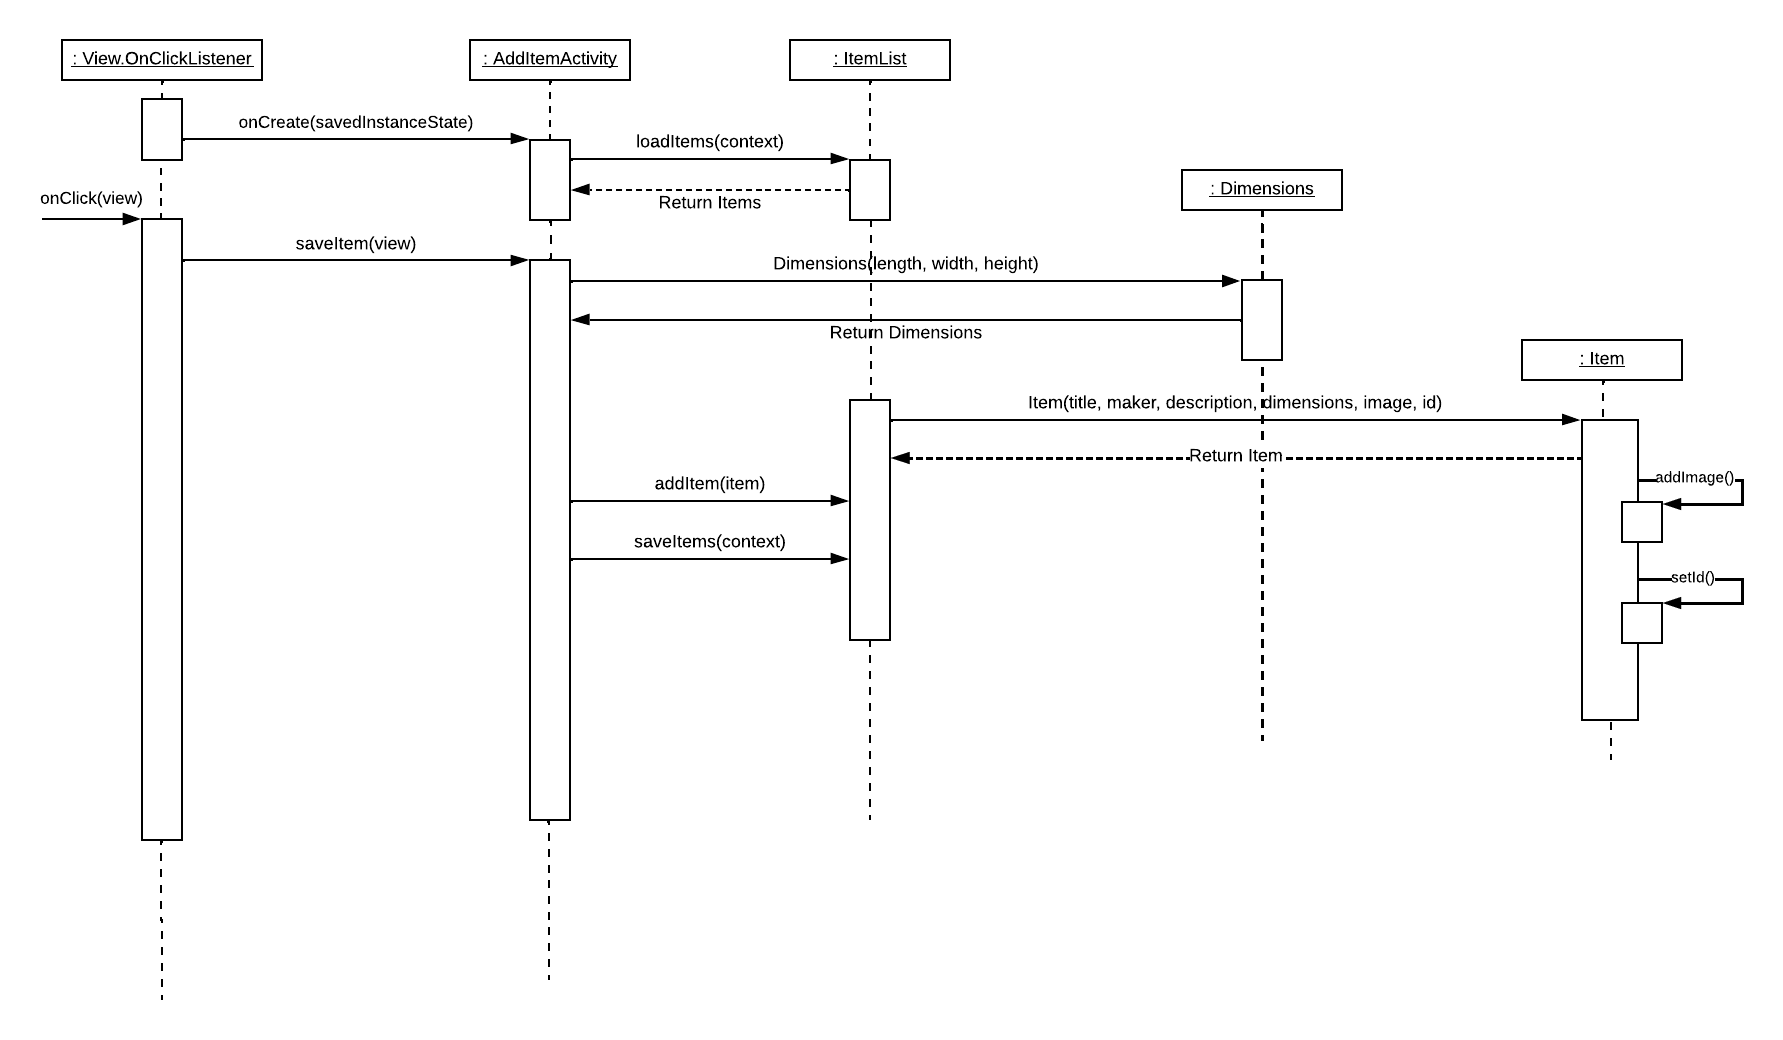 : View.OnClickListener
: AddItemActivity
: ItemList
onCreate(savedInstanceState)
loadItems(context)
: Dimensions
onClick(view)
Return Items
saveItem(view)
Dimensions(length, width, height)
Return Dimensions
: Item
Item(title, maker, description, dimensions, image, id)
Return Item
addImage()
addItem(item)
saveItems(context)
setId()